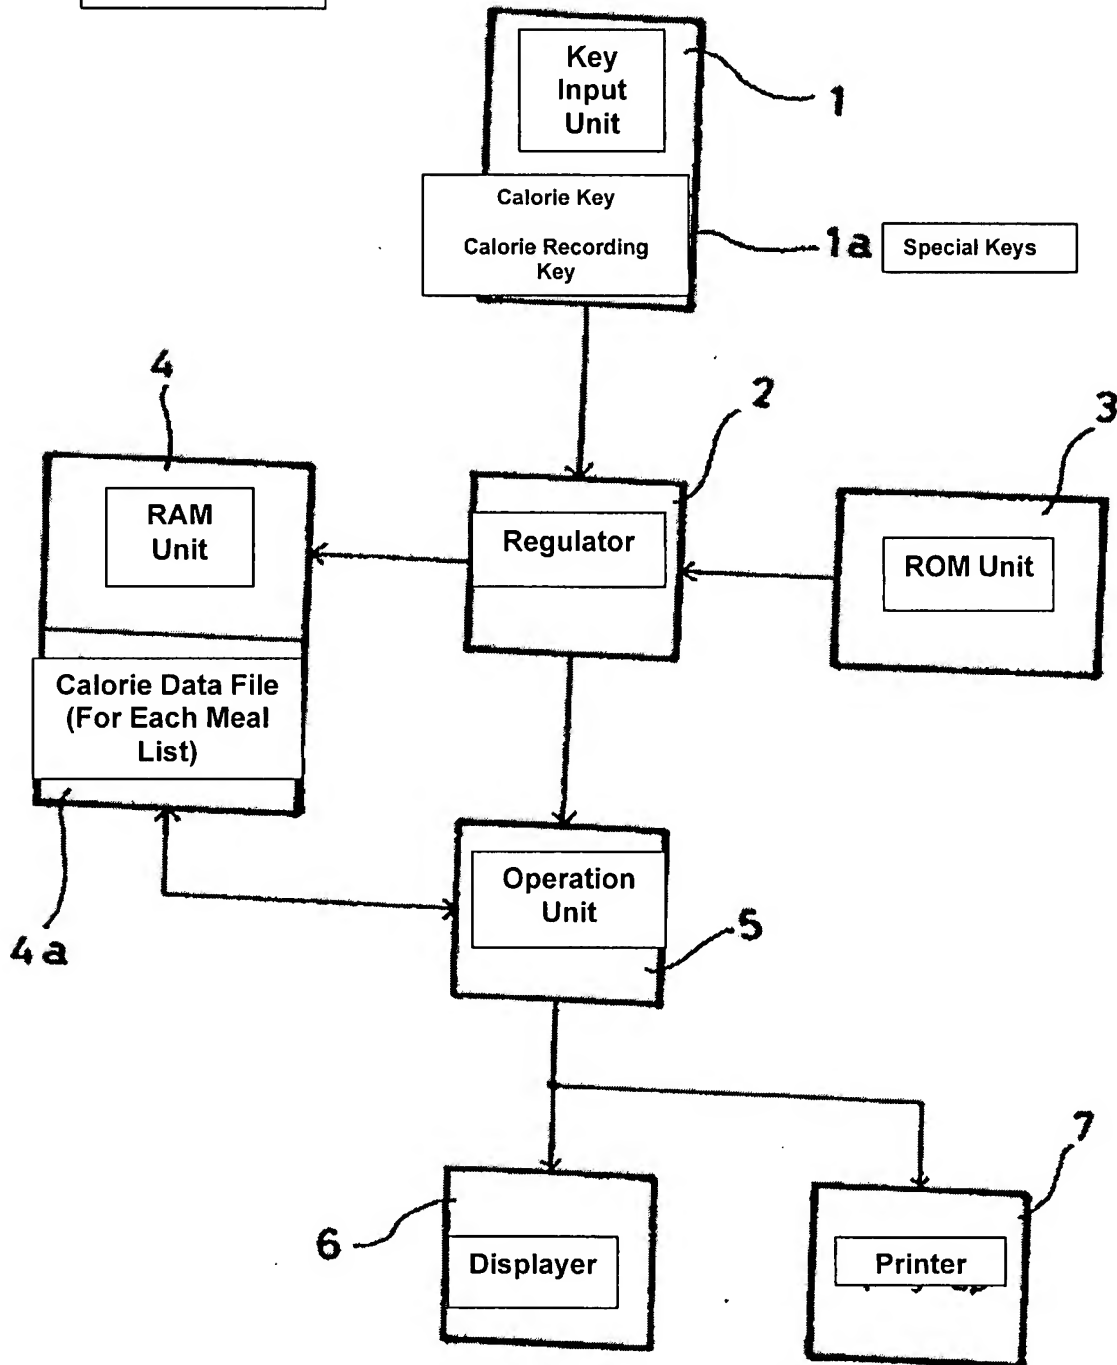 Key
Input
Unit
1
Calorie Key
Calorie Recording
Key
1a
Special Keys
4
2
3
RAM
Unit
Regulator
ROM Unit
Calorie Data File
(For Each Meal
List)
4a
Operation
Unit
5
6
Displayer
7
Printer